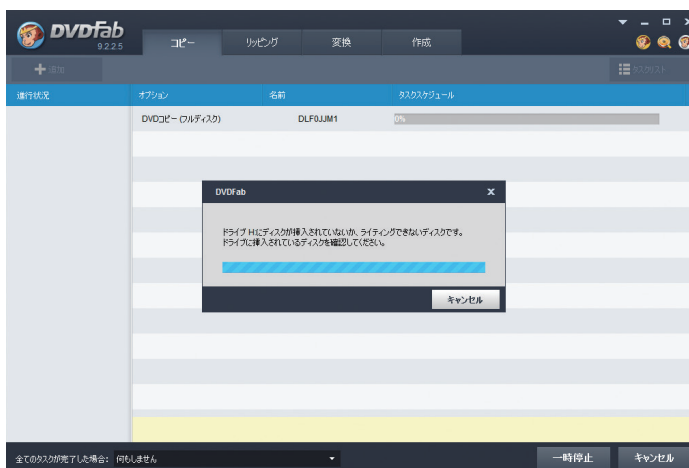 DVDFab
9.2.2.5
コピー
リッピング
変換
作成
追加
タスクリスト
進行状況
オプション
名前
タスクスケジュール
DVDコピー (フルディスク)
DLF0JJM1
0%
DVDFab
ドライブ Hにディスクが挿入されていないか、ライティングできないディスクです。
ドライブに挿入されているディスクを確認してください。
キャンセル
全てのタスクが完了した場合:
何もしません
一時停止
キャンセル